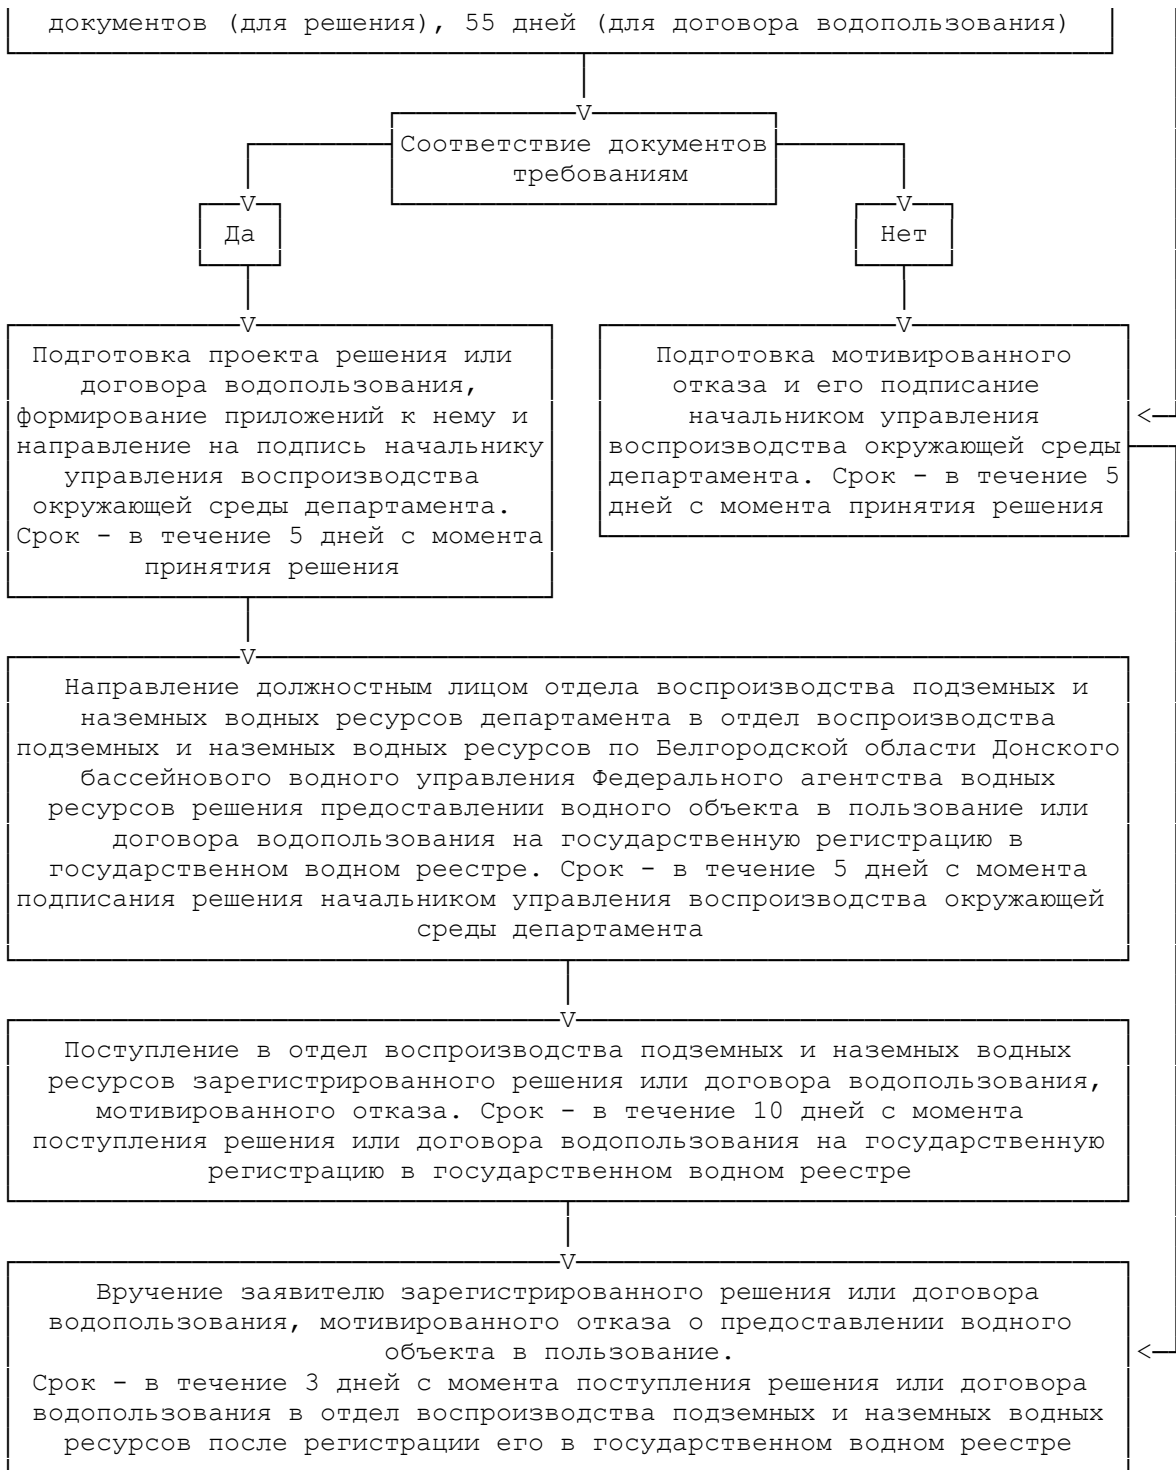 документов (для решения), 55 дней (для договора водопользования)
Соответствие документов
требованиям
Да
Нет
Подготовка проекта решения или
договора водопользования,
формирование приложений к нему и
направление на подпись начальнику
управления воспроизводства
окружающей среды департамента.
Срок - в течение 5 дней с момента
принятия решения
Подготовка мотивированного
отказа и его подписание
начальником управления
воспроизводства окружающей среды
департамента. Срок - в течение 5
дней с момента принятия решения
Направление должностным лицом отдела воспроизводства подземных и
наземных водных ресурсов департамента в отдел воспроизводства
подземных и наземных водных ресурсов по Белгородской области Донского
бассейнового водного управления Федерального агентства водных
ресурсов решения предоставлении водного объекта в пользование или
договора водопользования на государственную регистрацию в
государственном водном реестре. Срок - в течение 5 дней с момента
подписания решения начальником управления воспроизводства окружающей
среды департамента
Поступление в отдел воспроизводства подземных и наземных водных
ресурсов зарегистрированного решения или договора водопользования,
мотивированного отказа. Срок - в течение 10 дней с момента
поступления решения или договора водопользования на государственную
регистрацию в государственном водном реестре
Вручение заявителю зарегистрированного решения или договора
водопользования, мотивированного отказа о предоставлении водного
объекта в пользование.
Срок - в течение 3 дней с момента поступления решения или договора
водопользования в отдел воспроизводства подземных и наземных водных
ресурсов после регистрации его в государственном водном реестре